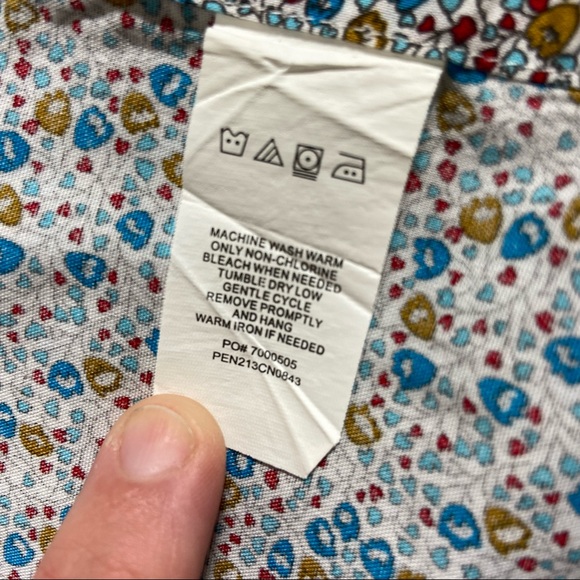 MACHINE WASH WARM
ONLY NON-CHLORINE
BLEACH WHEN NEEDED
TUMBLE DRY LOW
GENTLE CYCLE
REMOVE PROMPTLY
AND HANG
WARM IRON IF NEEDED
PO# 7000505
PEN213CN0843